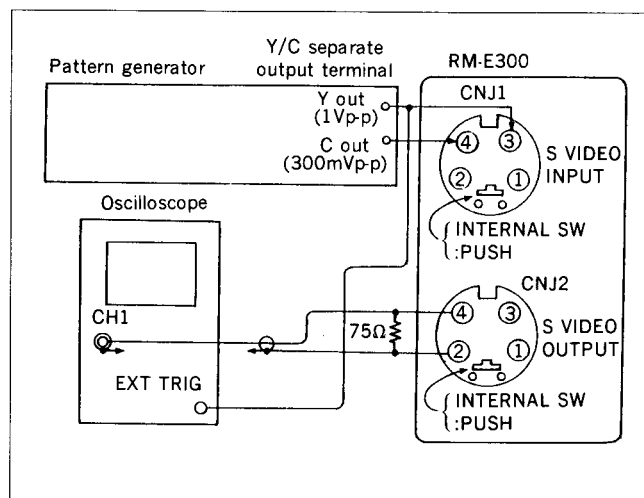 Pattern generator
Y/C separate
output terminal
Y out
(1Vp-p)
C out
(300mVp-p)
RM-E300
CNJ1
④ ③
② ①
S VIDEO
INPUT
INTERNAL SW
:PUSH
Oscilloscope
CH1
EXT TRIG
75Ω
CNJ2
④ ③
② ①
S VIDEO
OUTPUT
INTERNAL SW
:PUSH